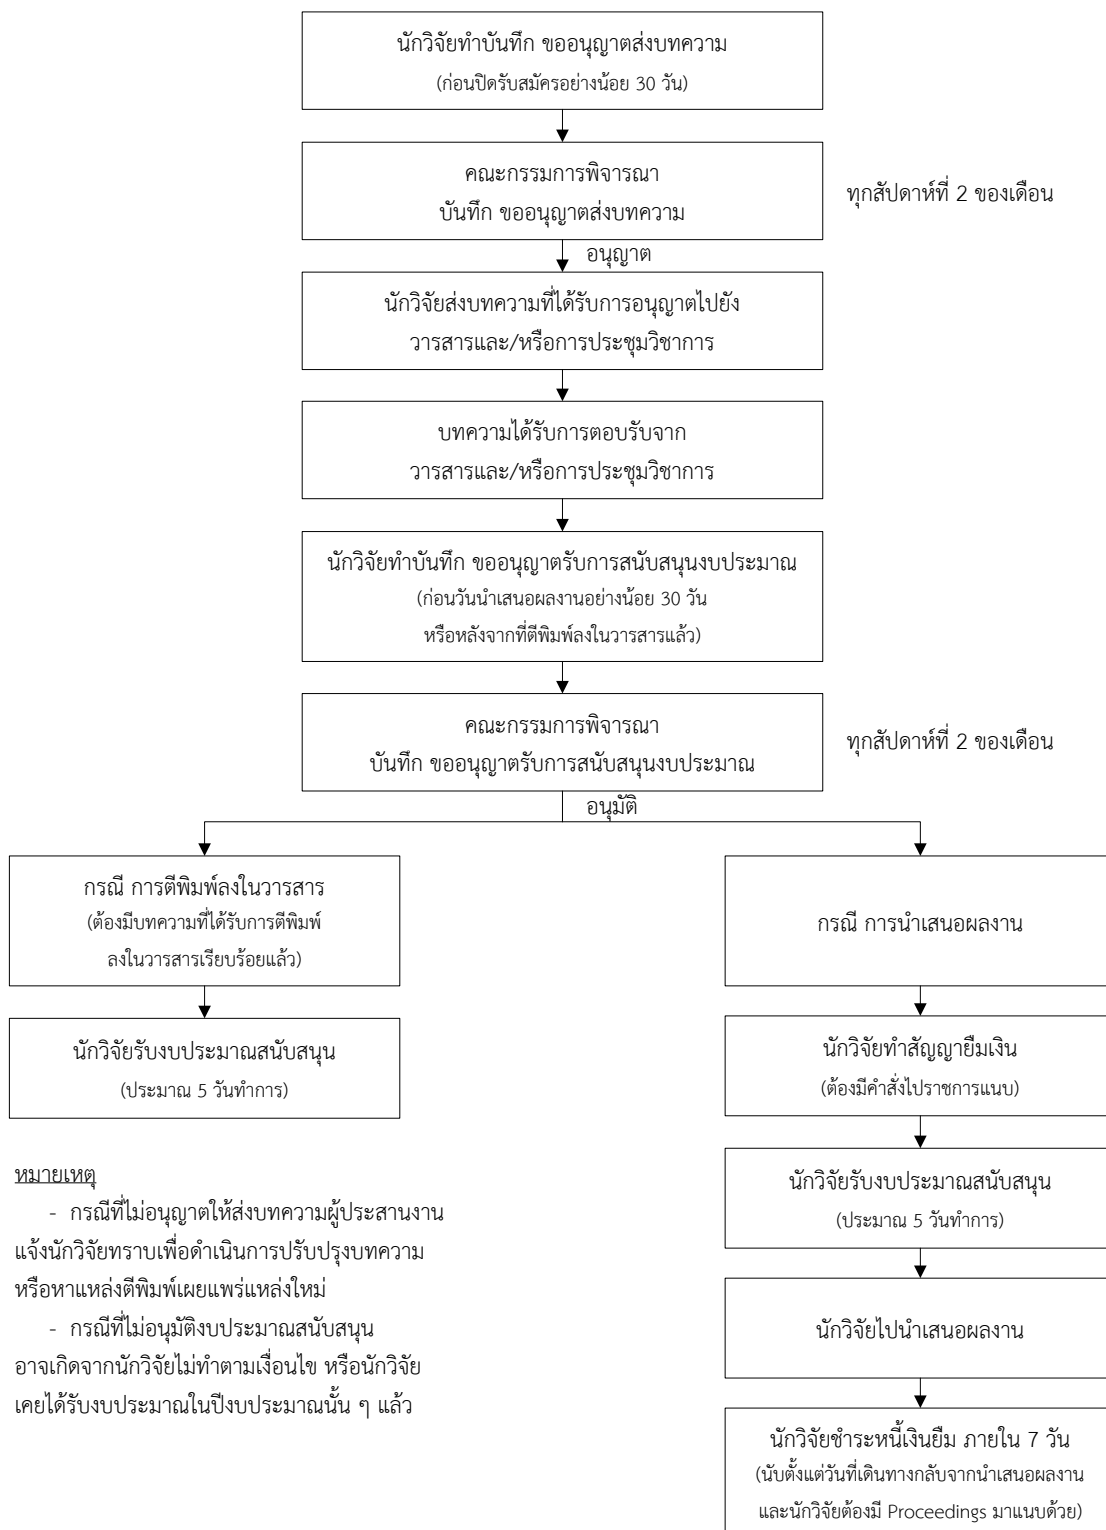 นักวิจัยทำบันทึก ขออนุญาตส่งบทความ
(ก่อนปิดรับสมัครอย่างน้อย 30 วัน)
คณะกรรมการพิจารณา
บันทึก ขออนุญาตส่งบทความ
ทุกสัปดาห์ที่ 2 ของเดือน
อนุญาต
นักวิจัยส่งบทความที่ได้รับการอนุญาตไปยัง
วารสารและ/หรือการประชุมวิชาการ
บทความได้รับการตอบรับจาก
วารสารและ/หรือการประชุมวิชาการ
นักวิจัยทำบันทึก ขออนุญาตรับการสนับสนุนงบประมาณ
(ก่อนวันนำเสนอผลงานอย่างน้อย 30 วัน
หรือหลังจากที่ตีพิมพ์ลงในวารสารแล้ว)
คณะกรรมการพิจารณา
บันทึก ขออนุญาตรับการสนับสนุนงบประมาณ
ทุกสัปดาห์ที่ 2 ของเดือน
อนุมัติ
กรณี การตีพิมพ์ลงในวารสาร
(ต้องมีบทความที่ได้รับการตีพิมพ์
ลงในวารสารเรียบร้อยแล้ว)
นักวิจัยรับงบประมาณสนับสนุน
(ประมาณ 5 วันทำการ)
กรณี การนำเสนอผลงาน
นักวิจัยทำสัญญายืมเงิน
(ต้องมีคำสั่งไปราชการแนบ)
นักวิจัยรับงบประมาณสนับสนุน
(ประมาณ 5 วันทำการ)
นักวิจัยไปนำเสนอผลงาน
นักวิจัยชำระหนี้เงินยืม ภายใน 7 วัน
(นับตั้งแต่วันที่เดินทางกลับจากนำเสนอผลงาน
และนักวิจัยต้องมี Proceedings มาแนบด้วย)
หมายเหตุ
- กรณีที่ไม่อนุญาตให้ส่งบทความผู้ประสานงาน
แจ้งนักวิจัยทราบเพื่อดำเนินการปรับปรุงบทความ
หรือหาแหล่งตีพิมพ์เผยแพร่แหล่งใหม่
- กรณีที่ไม่อนุมัติงบประมาณสนับสนุน
อาจเกิดจากนักวิจัยไม่ทำตามเงื่อนไข หรือนักวิจัย
เคยได้รับงบประมาณในปีงบประมาณนั้น ๆ แล้ว